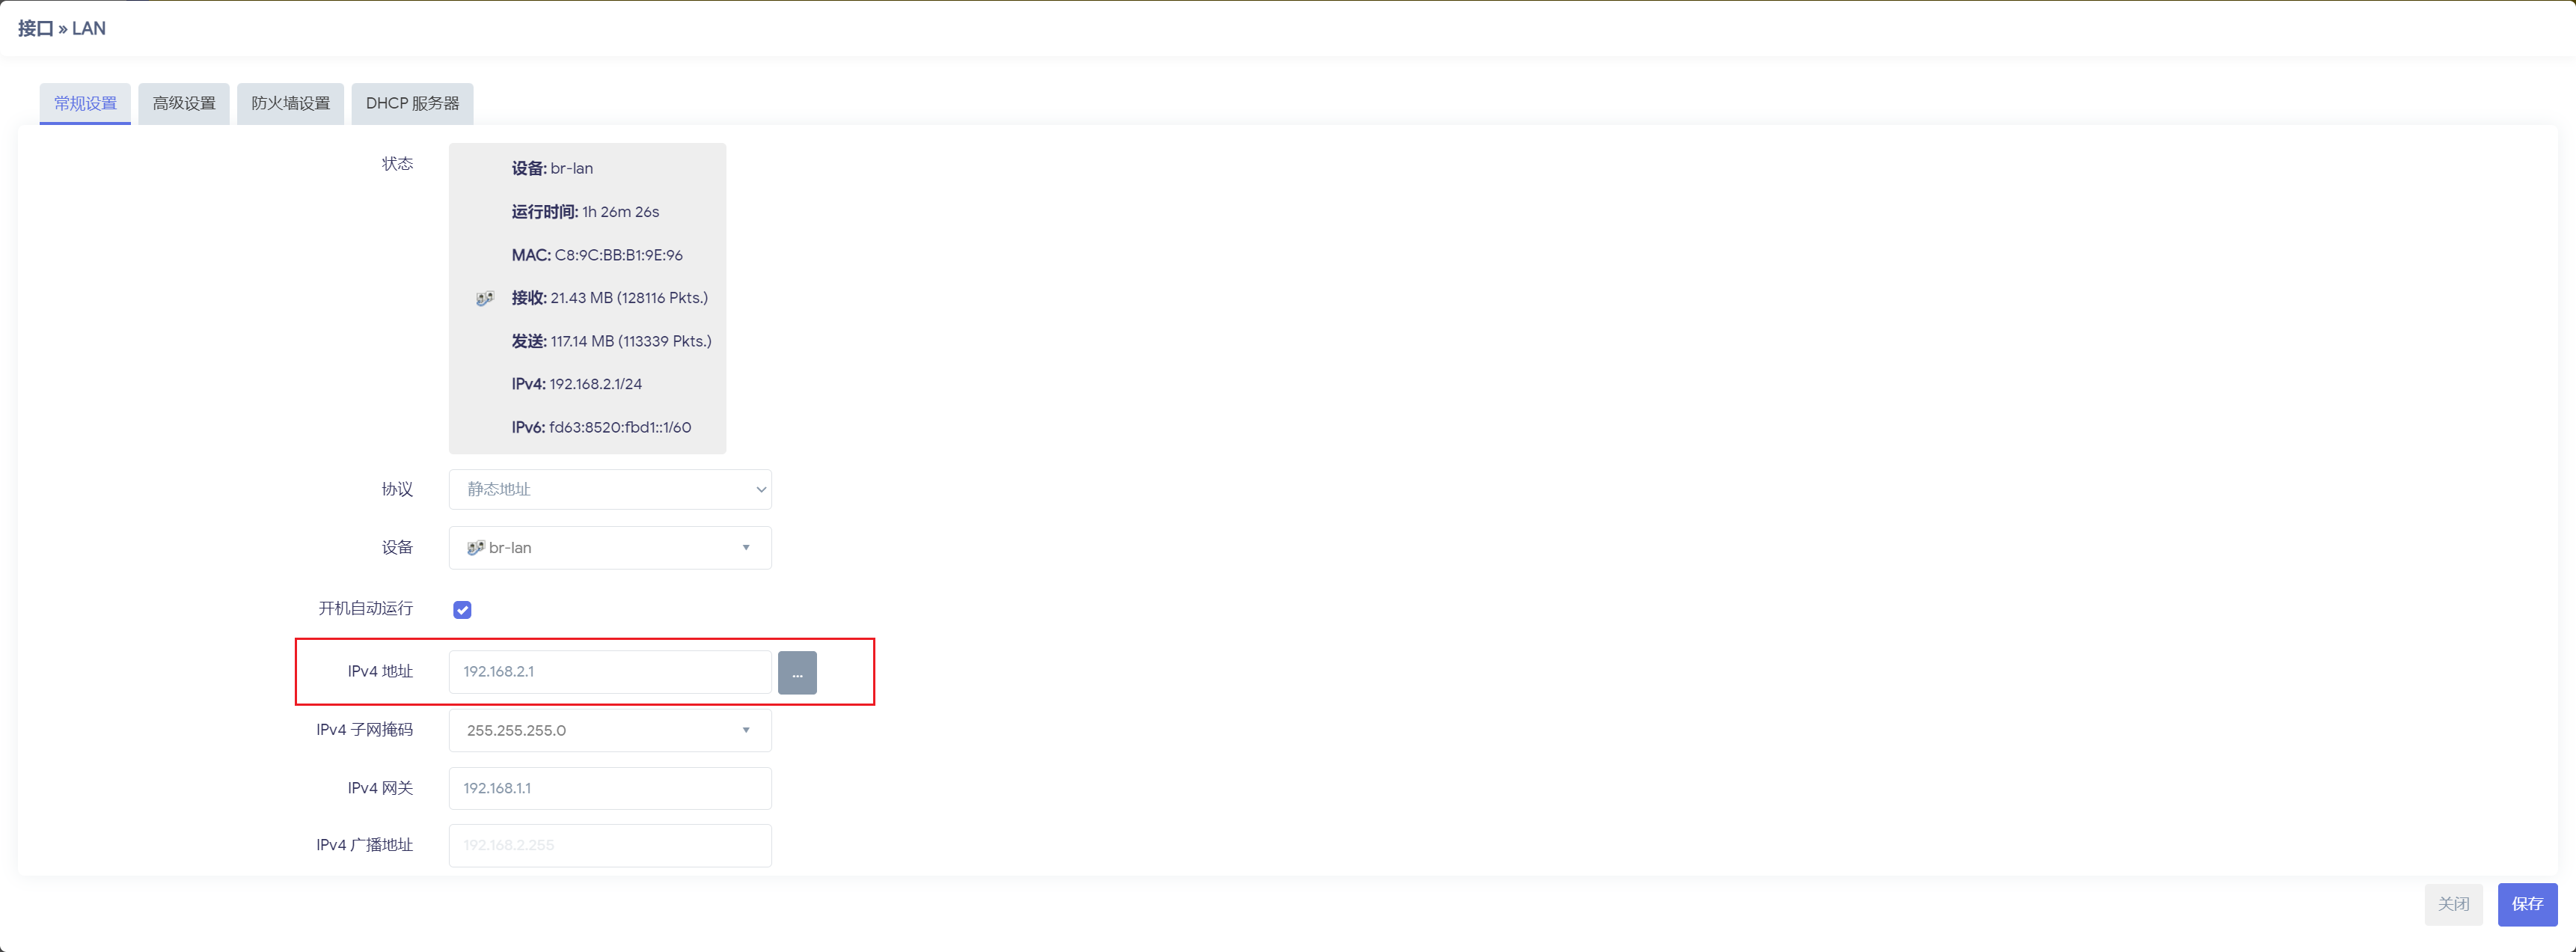 接口 » LAN
常规设置
高级设置
防火墙设置
DHCP 服务器
状态
设备: br-lan
运行时间: 1h 26m 26s
MAC: C8:9C:BB:B1:9E:96
接收: 21.43 MB (128116 Pkts.)
发送: 117.14 MB (113339 Pkts.)
IPv4: 192.168.2.1/24
IPv6: fd63:8520:fbd1::1/60
协议
静态地址
设备
br-lan
开机自动运行
IPv4 地址
192.168.2.1
...
IPv4 子网掩码
255.255.255.0
IPv4 网关
192.168.1.1
IPv4 广播地址
192.168.2.255
关闭
保存